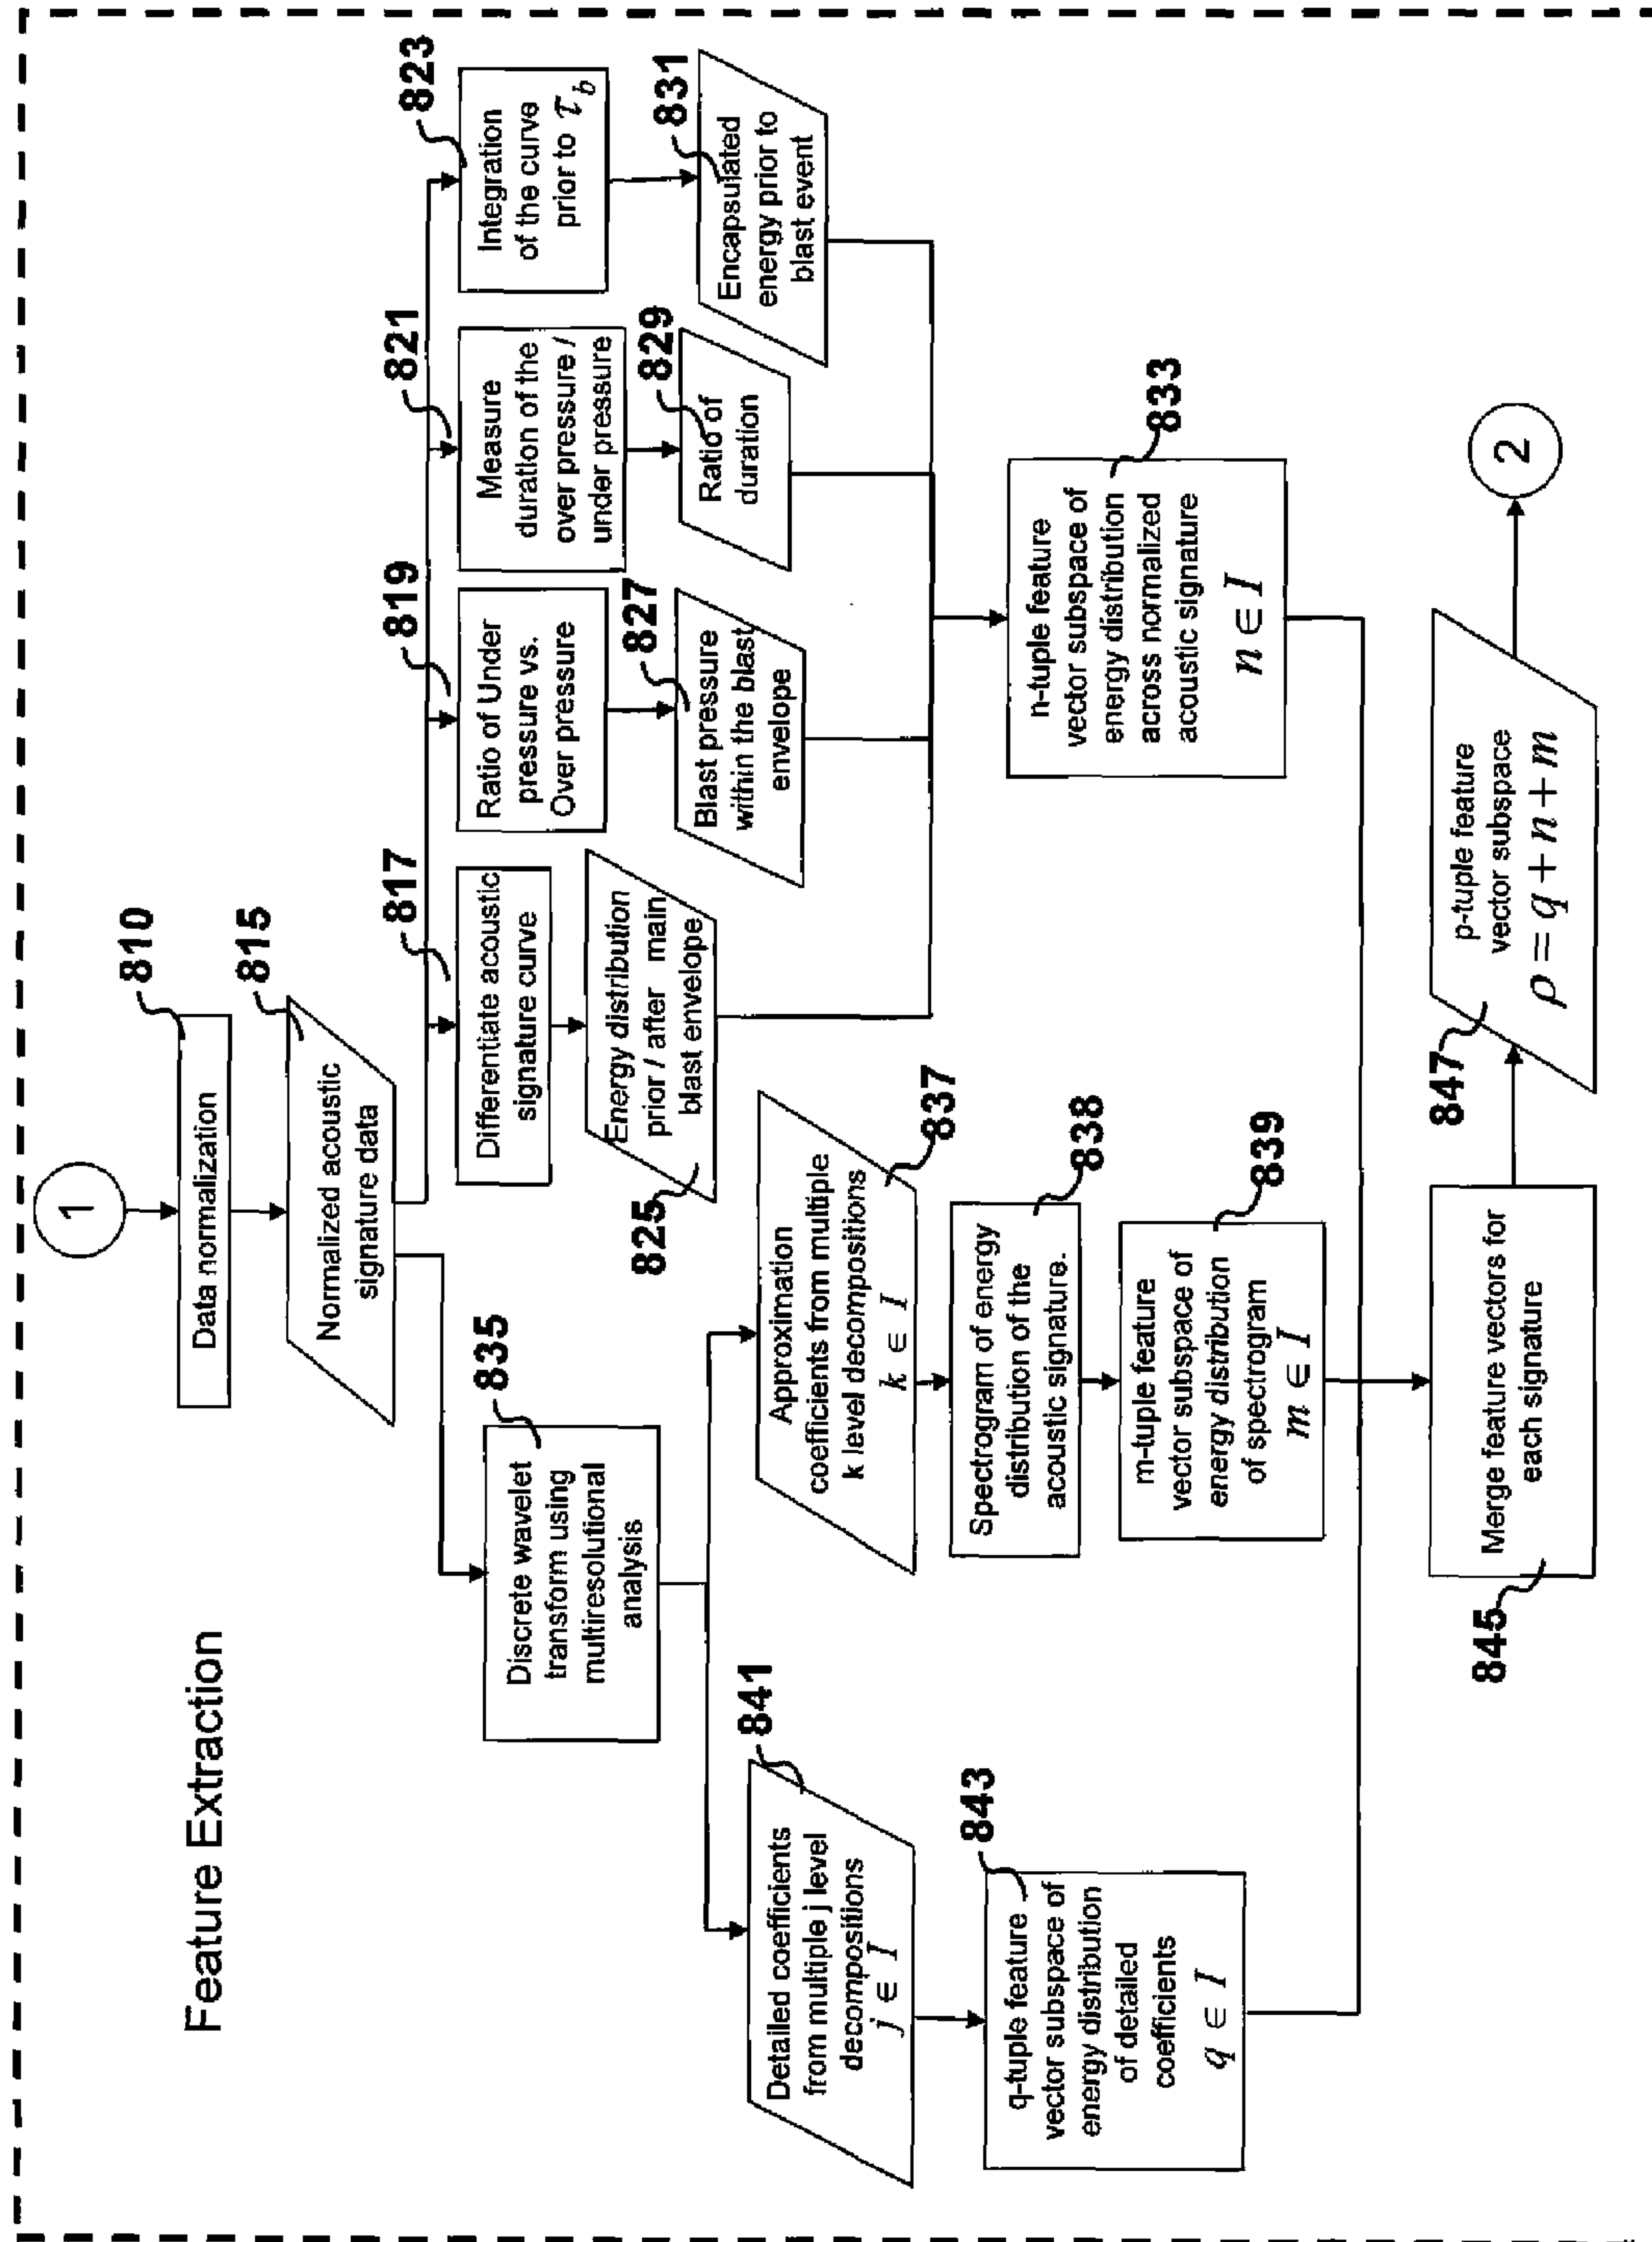 Feature Extraction
1
810
Data normalization
815
Normalized acoustic
signature data
817
Differentiate acoustic
signature curve
819
Ratio of Under
pressure vs.
Over pressure
821
Measure
duration of the
over pressure /
under pressure
823
Integration
of the curve
prior to τ_b
825
Energy distribution
prior / after main
blast envelope
827
Blast pressure
within the blast
envelope
829
Ratio of
duration
831
Encapsulated
energy prior to
blast event
833
n-tuple feature
vector subspace of
energy distribution
across normalized
acoustic signature
n ∈ I
835
Discrete wavelet
transform using
multiresolutional
analysis
837
Approximation
coefficients from multiple
k level decompositions
k ∈ I
838
Spectrogram of energy
distribution of the
acoustic signature.
839
m-tuple feature
vector subspace of
energy distribution
of spectrogram
m ∈ I
841
Detailed coefficients
from multiple j level
decompositions
j ∈ I
843
q-tuple feature
vector subspace of
energy distribution
of detailed
coefficients
q ∈ I
845
Merge feature vectors for
each signature
847
p-tuple feature
vector subspace
ρ = q + n + m
2